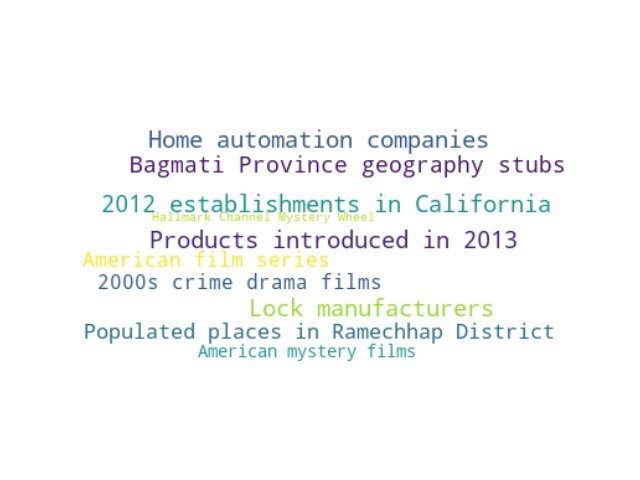 Home automation companies
Bagmati Province geography stubs
2012 establishments in California
Hallmark Channel Mystery Wheel
Products introduced in 2013
American film series
2000s crime drama films
Lock manufacturers
Populated places in Ramechhap District
American mystery films